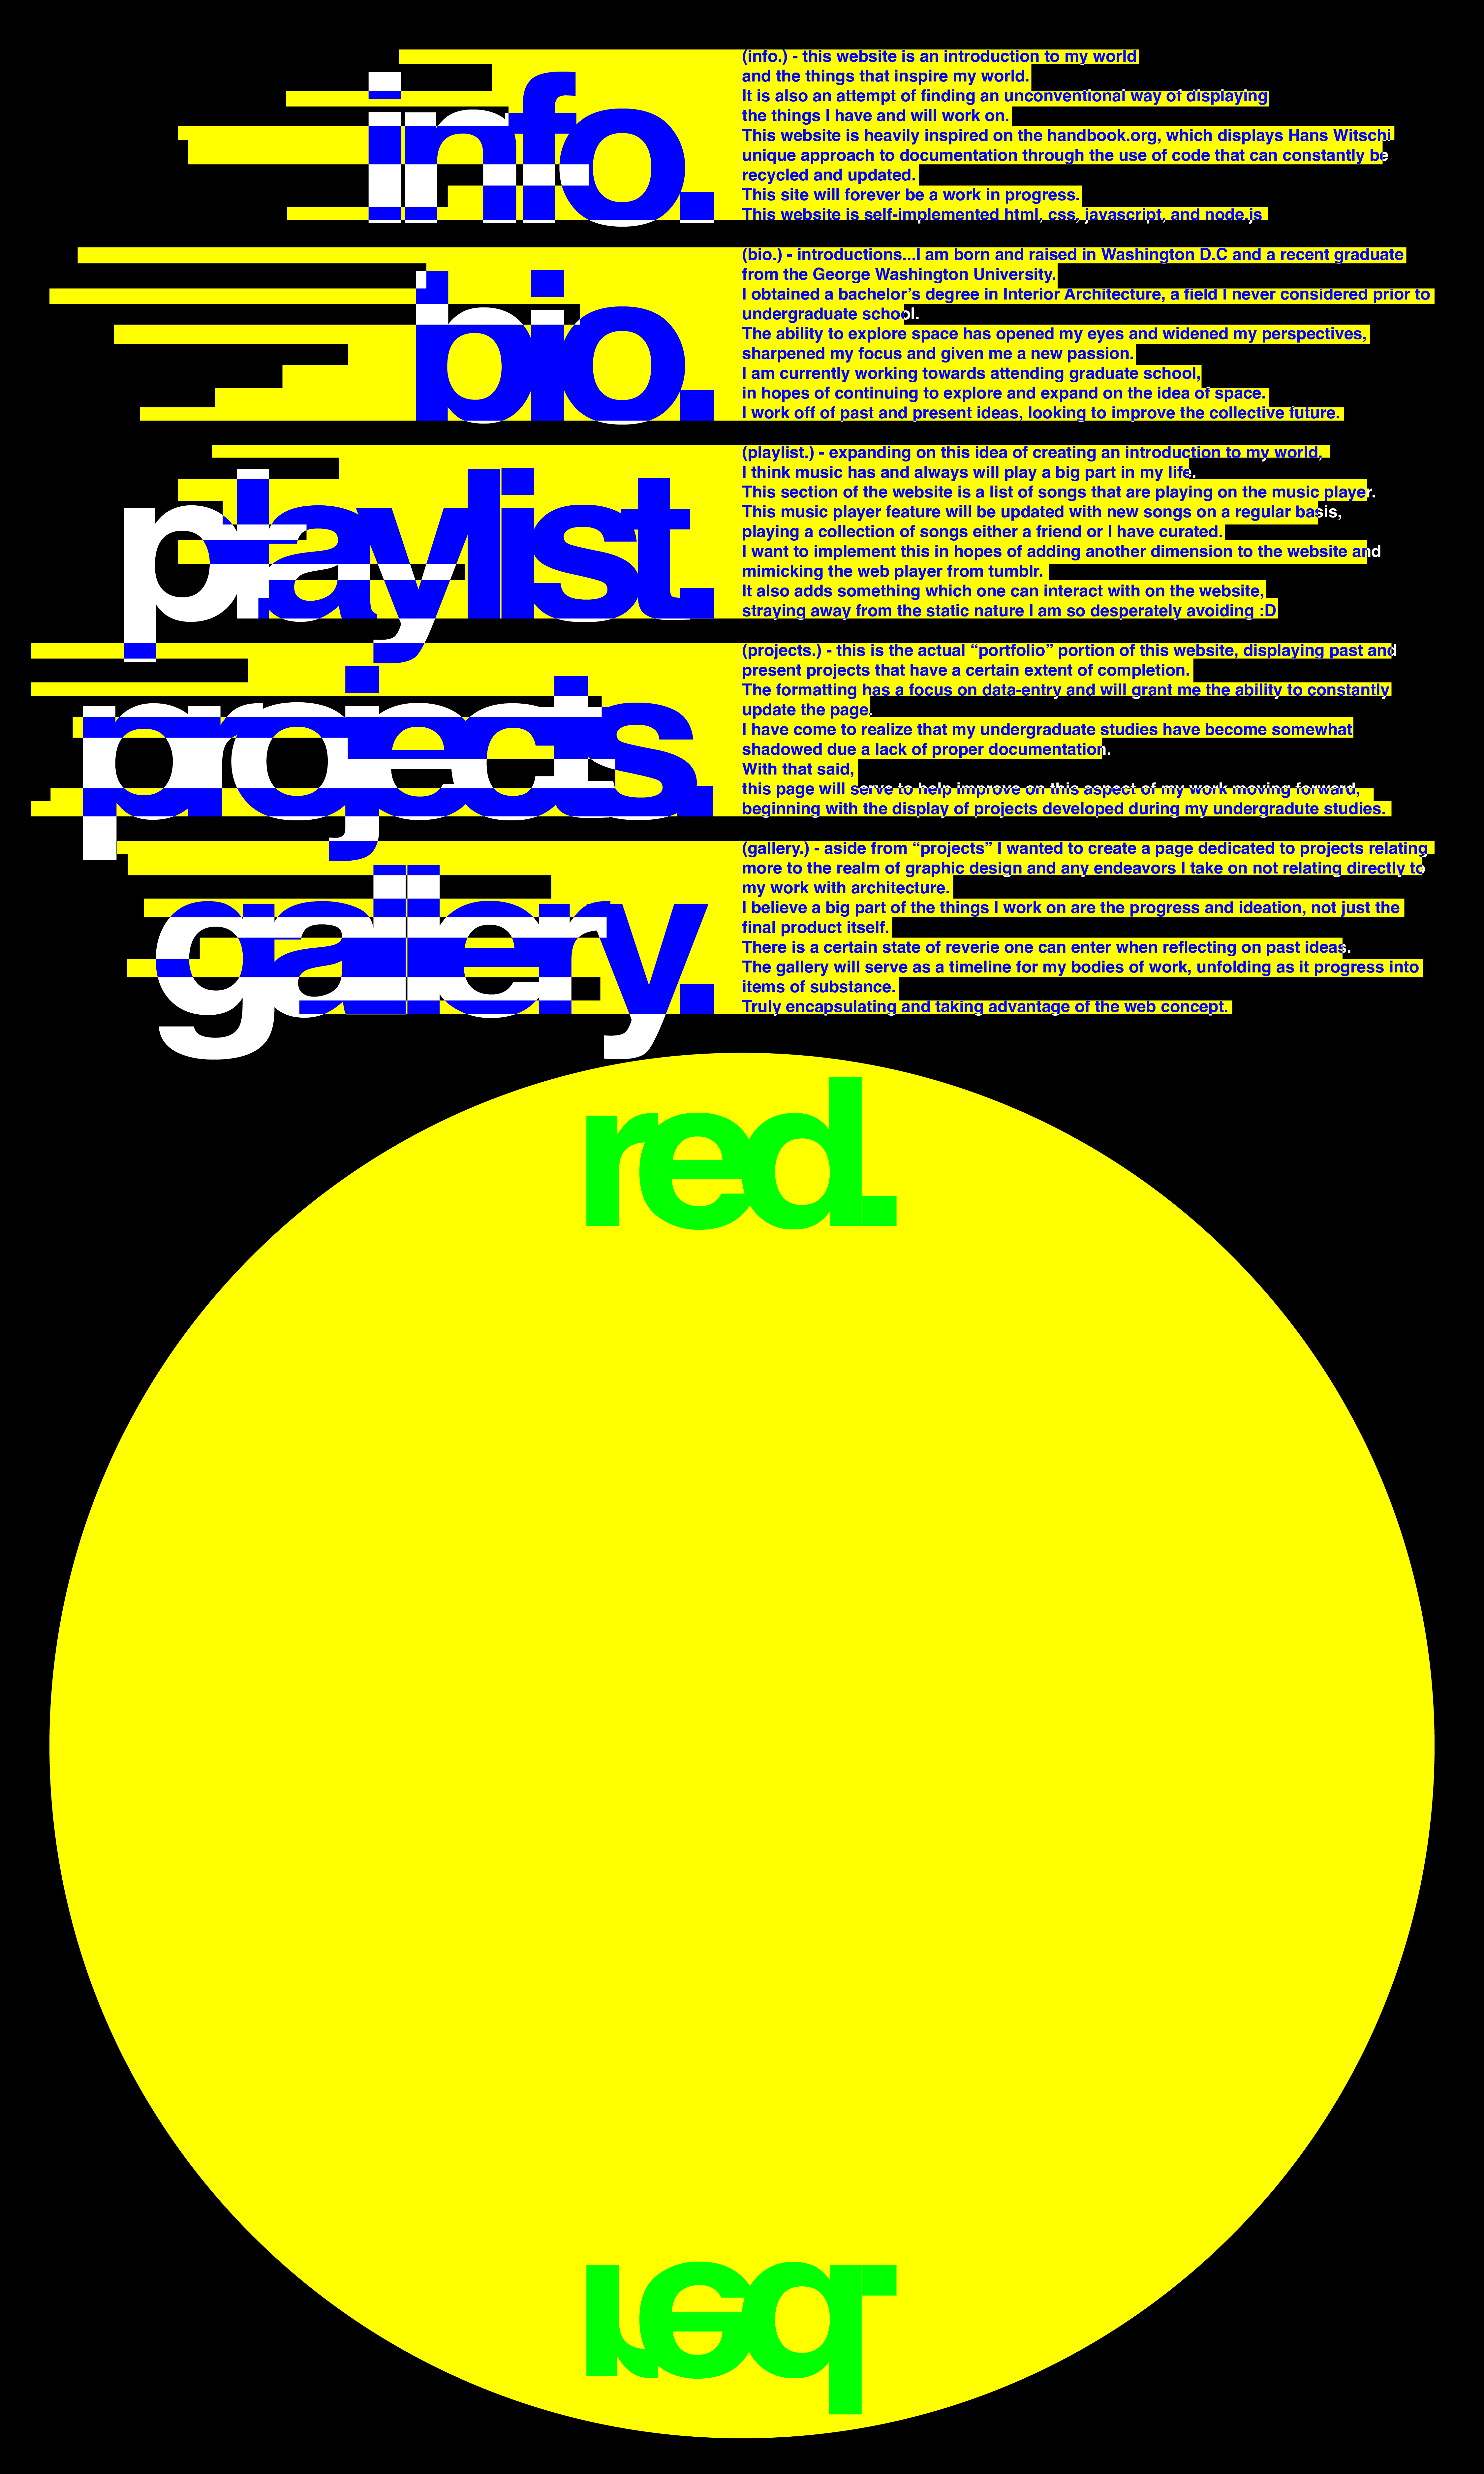 info.
(info.) - this website is an introduction to my world
and the things that inspire my world.
It is also an attempt of finding an unconventional way of displaying
the things I have and will work on.
This website is heavily inspired on the handbook.org, which displays Hans Witschi
unique approach to documentation through the use of code that can constantly be
recycled and updated.
This site will forever be a work in progress.
This website is self-implemented html, css, javascript, and node.js
bio.
(bio.) - introductions...I am born and raised in Washington D.C and a recent graduate
from the George Washington University.
I obtained a bachelor’s degree in Interior Architecture, a field I never considered prior to
undergraduate school.
The ability to explore space has opened my eyes and widened my perspectives,
sharpened my focus and given me a new passion.
I am currently working towards attending graduate school,
in hopes of continuing to explore and expand on the idea of space.
I work off of past and present ideas, looking to improve the collective future.
playlist.
(playlist.) - expanding on this idea of creating an introduction to my world,
I think music has and always will play a big part in my life.
This section of the website is a list of songs that are playing on the music player.
This music player feature will be updated with new songs on a regular basis,
playing a collection of songs either a friend or I have curated.
I want to implement this in hopes of adding another dimension to the website and
mimicking the web player from tumblr.
It also adds something which one can interact with on the website,
straying away from the static nature I am so desperately avoiding :D
projects.
(projects.) - this is the actual “portfolio” portion of this website, displaying past and
present projects that have a certain extent of completion.
The formatting has a focus on data-entry and will grant me the ability to constantly
update the page.
I have come to realize that my undergraduate studies have become somewhat
shadowed due a lack of proper documentation.
With that said,
this page will serve to help improve on this aspect of my work moving forward,
beginning with the display of projects developed during my undergradute studies.
gallery.
(gallery.) - aside from “projects” I wanted to create a page dedicated to projects relating
more to the realm of graphic design and any endeavors I take on not relating directly to
my work with architecture.
I believe a big part of the things I work on are the progress and ideation, not just the
final product itself.
There is a certain state of reverie one can enter when reflecting on past ideas.
The gallery will serve as a timeline for my bodies of work, unfolding as it progress into
items of substance.
Truly encapsulating and taking advantage of the web concept.
red.
red.